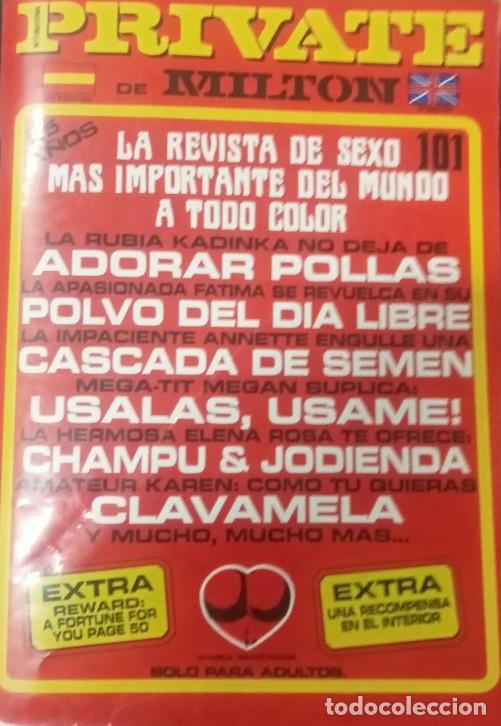 PRIVATE
DE MILTON
AÑOS
LA REVISTA DE SEXO 101
MAS IMPORTANTE DEL MUNDO
A TODO COLOR
LA RUBIA KADINKA NO DEJA DE
ADORAR POLLAS
LA APASIONADA FATIMA SE REVUELCA EN SU
POLVO DEL DIA LIBRE
LA IMPACIENTE ANNETTE ENGULLE UNA
CASCADA DE SEMEN
MEGA-TIT MEGAN SUPLICA:
USALAS, USAME!
LA HERMOSA ELENA ROSA TE OFRECE:
CHAMPU & JODIENDA
AMATEUR KAREN: COMO TU QUIERAS
CLAVAMELA
Y MUCHO, MUCHO MAS...
EXTRA
REWARD:
A FORTUNE FOR
YOU PAGE 50
EXTRA
UNA RECOMPENSA
EN EL INTERIOR
MARCA REGISTRADA
SOLO PARA ADULTOS.
todocoleccion